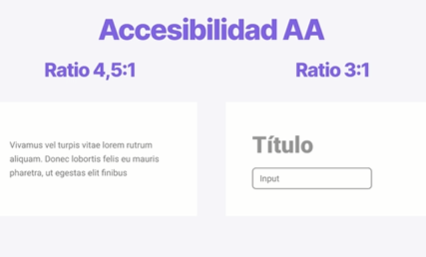 Accesibilidad AA
Ratio 4,5:1
Ratio 3:1
Vivamus vel turpis vitae lorem rutrum
aliquam. Donec lobortis felis eu mauris
pharetra, ut egestas elit finibus
Título
Input